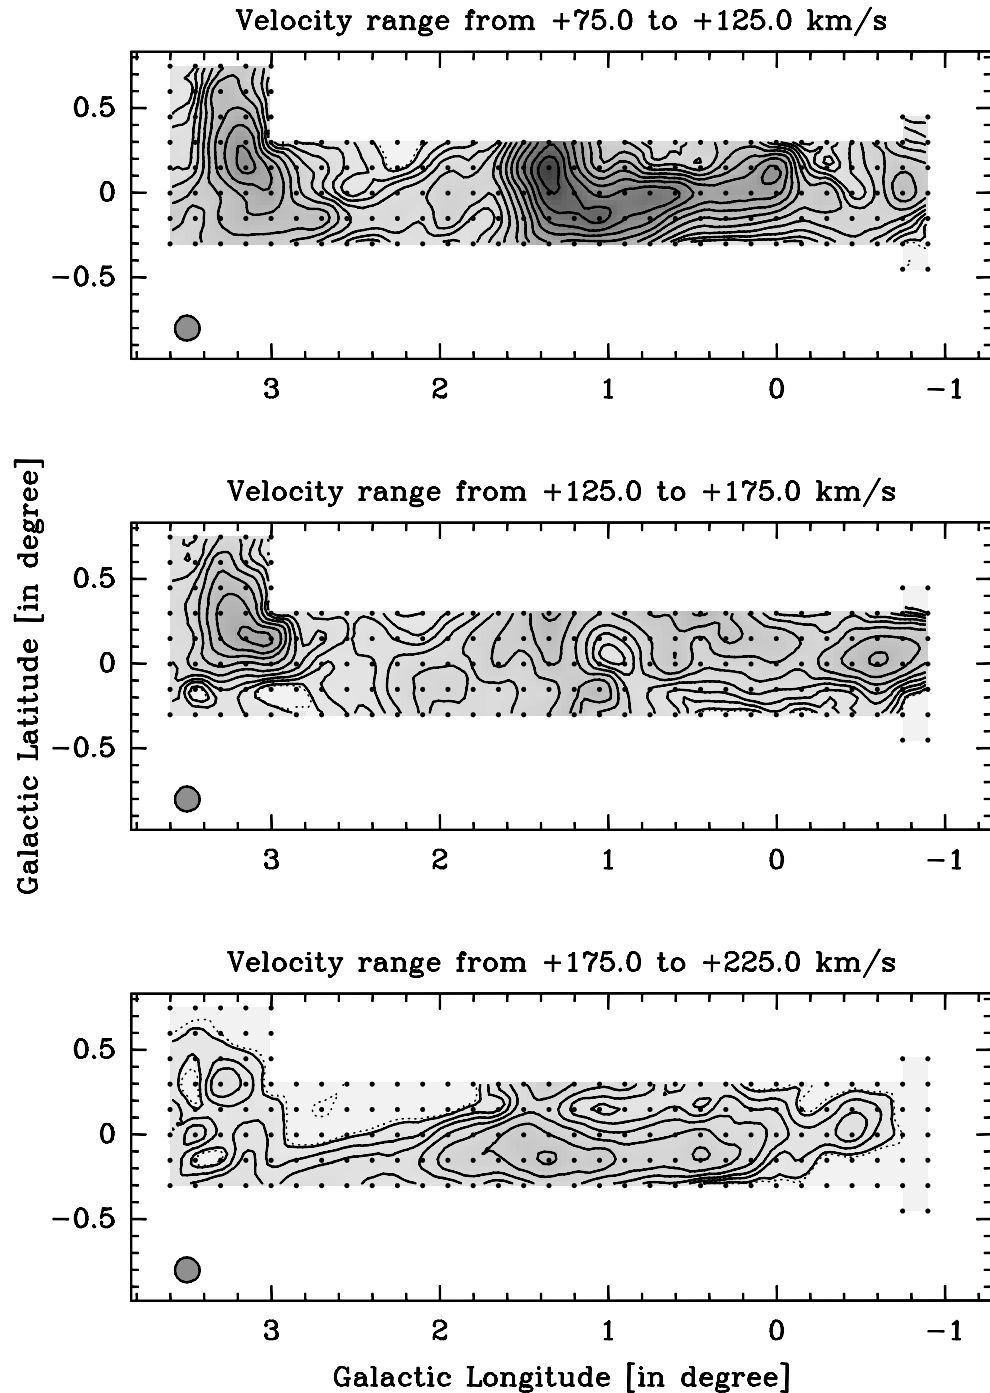 Velocity range from +75.0 to +125.0 km/s
0.5
0
−0.5
3 2 1 0 −1
Velocity range from +125.0 to +175.0 km/s
0.5
0
−0.5
3 2 1 0 −1
Galactic Latitude [in degree]
Velocity range from +175.0 to +225.0 km/s
0.5
0
−0.5
3 2 1 0 −1
Galactic Longitude [in degree]